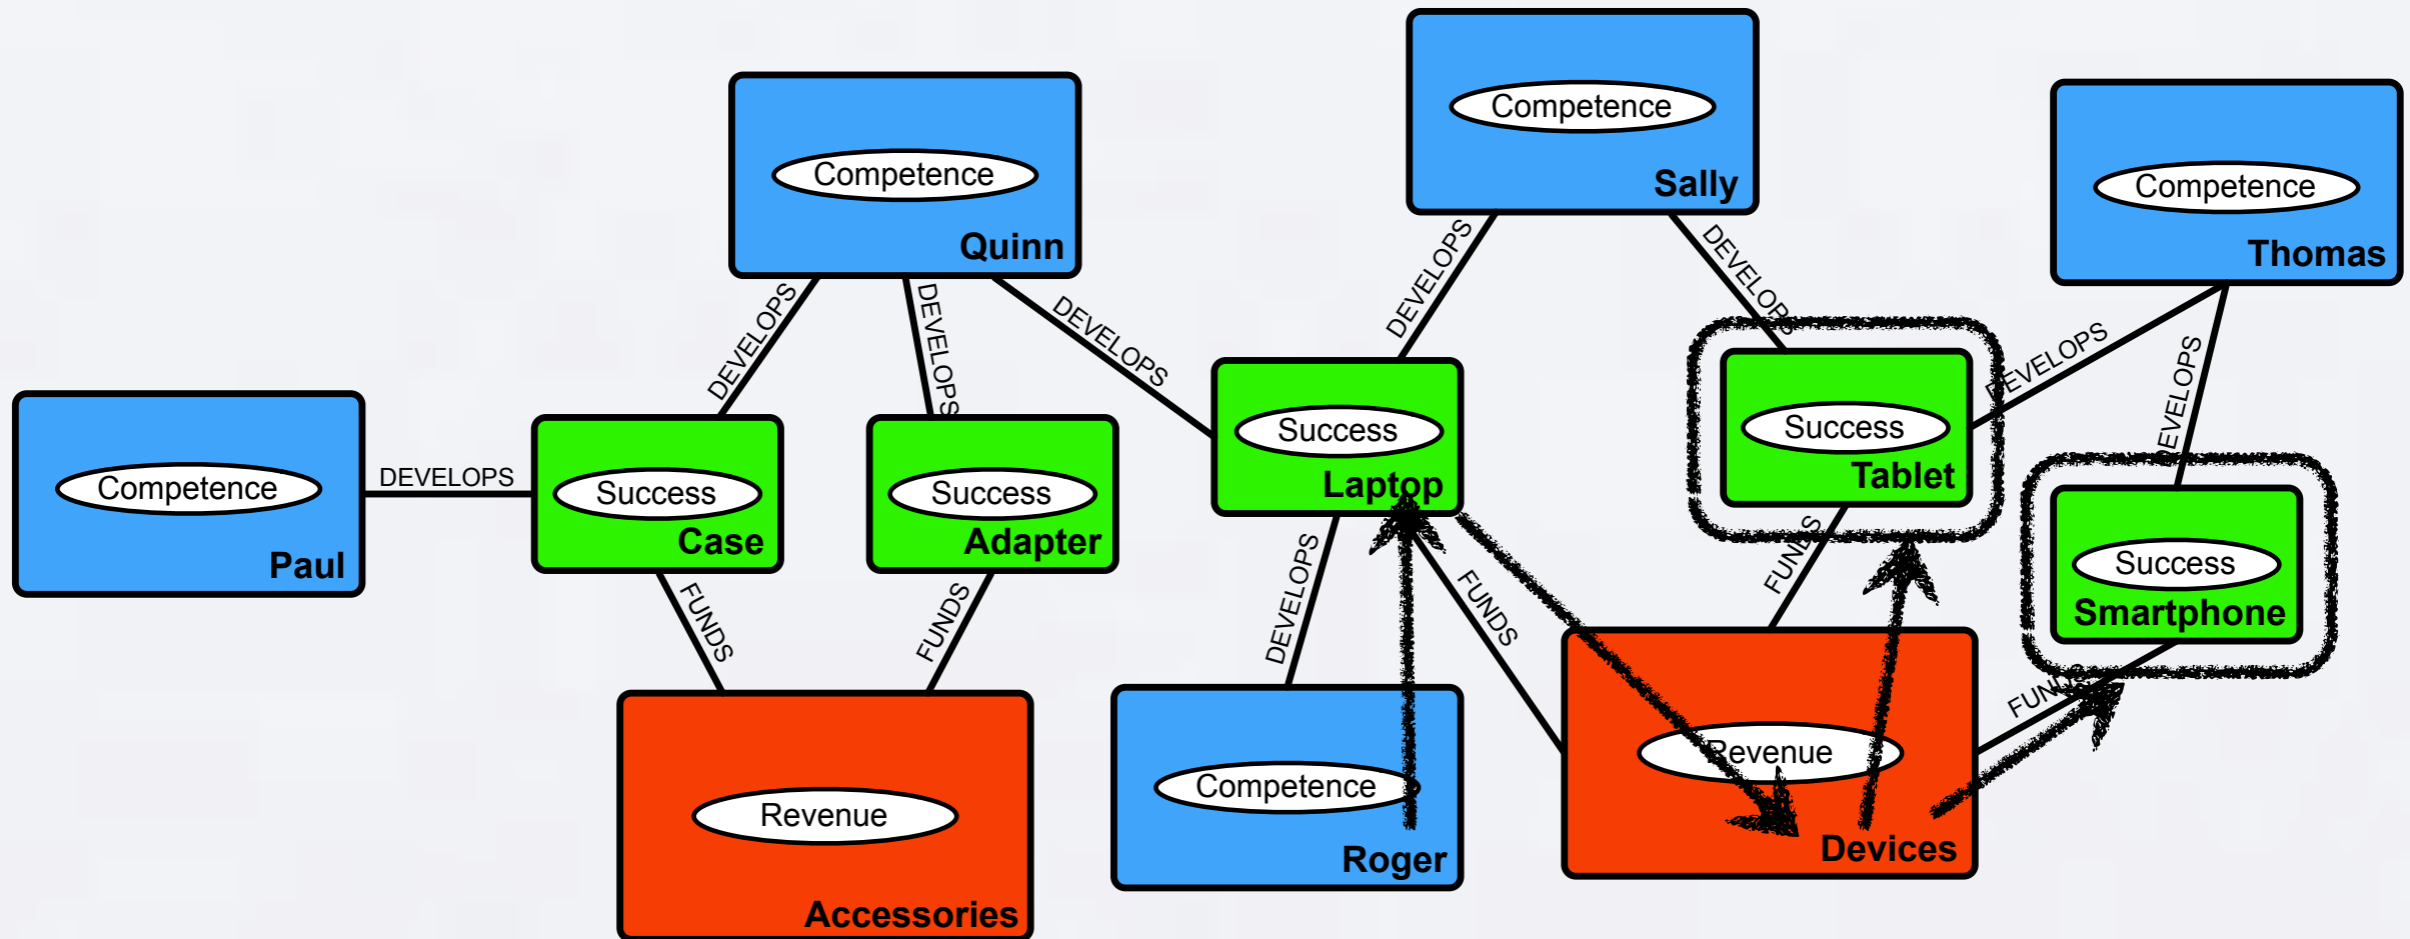 Competence
Sally
Competence
Quinn
Competence
Thomas
DEVELOPS
DEVELOPS
DEVELOPS
DEVELOPS
DEVELOPS
DEVELOPS
DEVELOPS
Competence
Paul
DEVELOPS
Success
Case
Success
Adapter
Success
Laptop
Success
Tablet
Success
Smartphone
FUNDS
FUNDS
DEVELOPS
FUNDS
FUNDS
FUNDS
Revenue
Accessories
Competence
Roger
Revenue
Devices